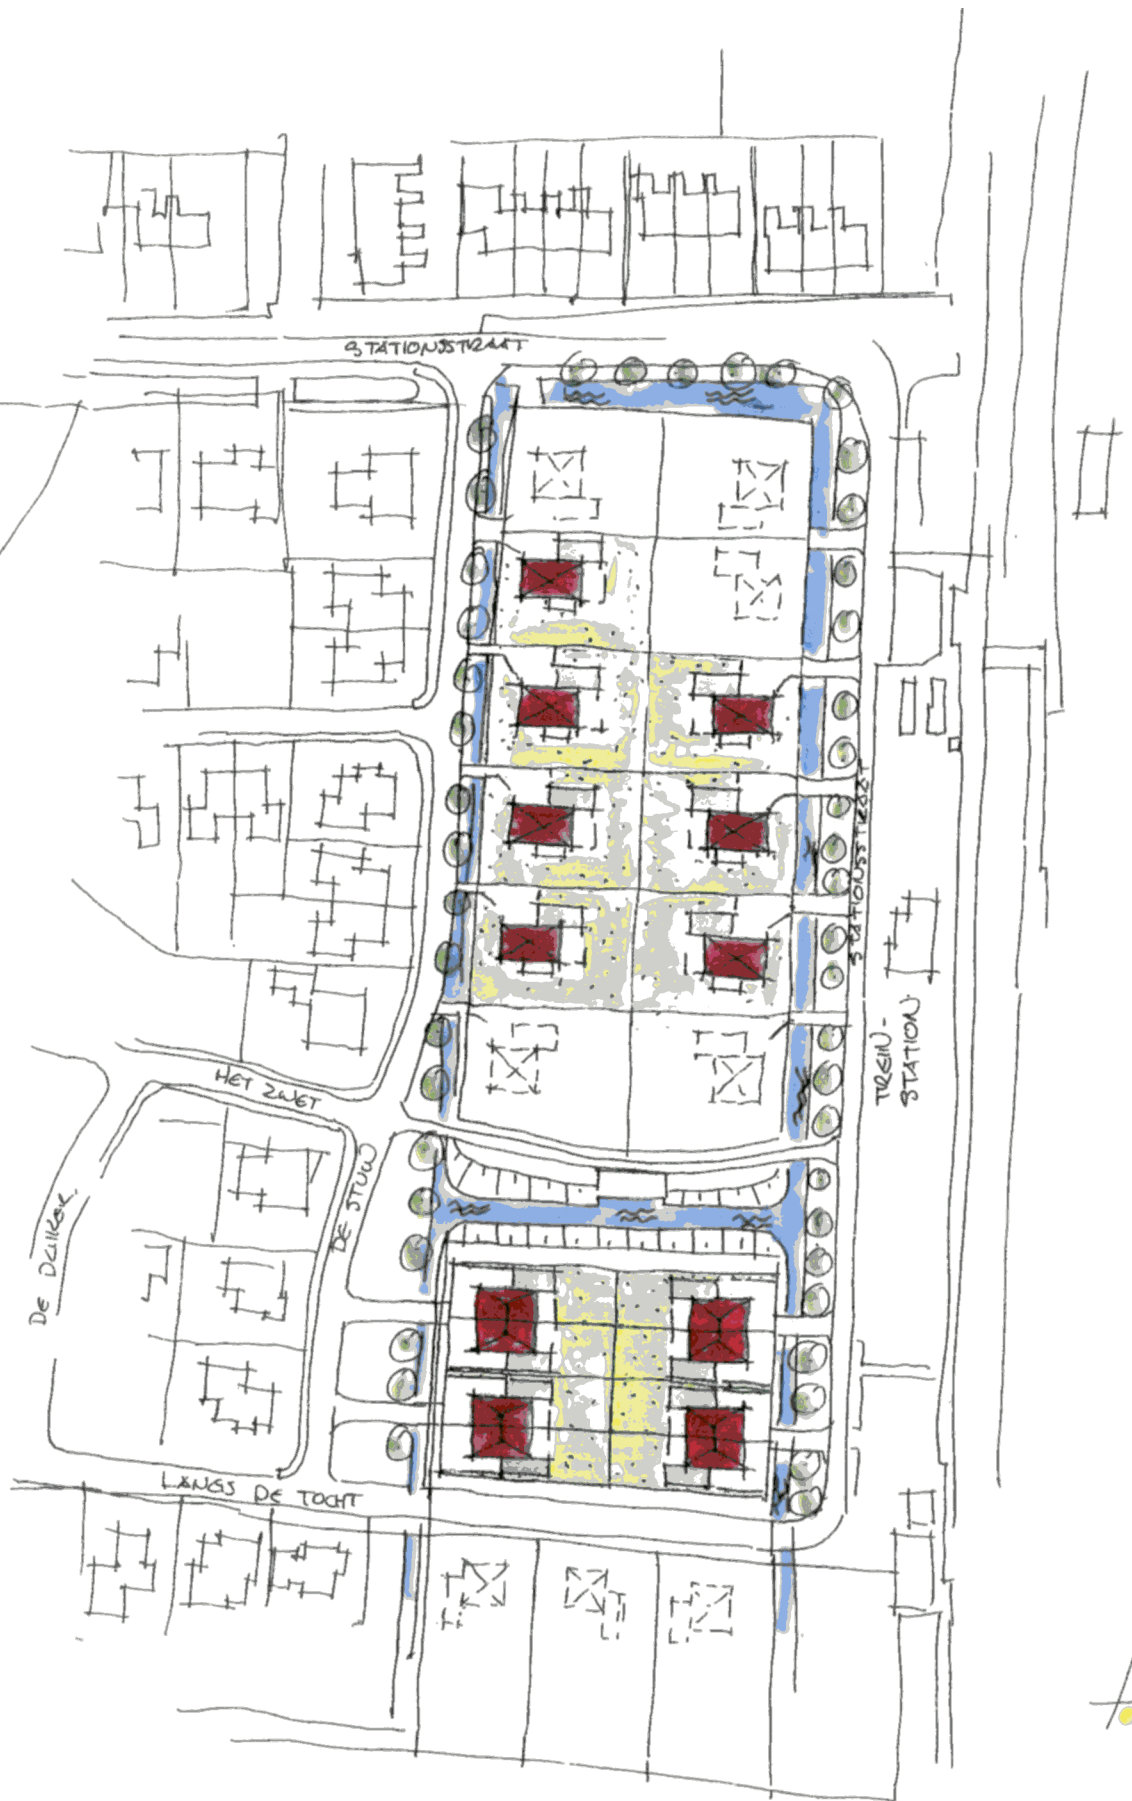 STATIONSSTRAAT
STATIONSSTRAAT
TREIN-
STATION
HET ZWET
DE STUW
DE DUIKER
LANGS DE TOCHT